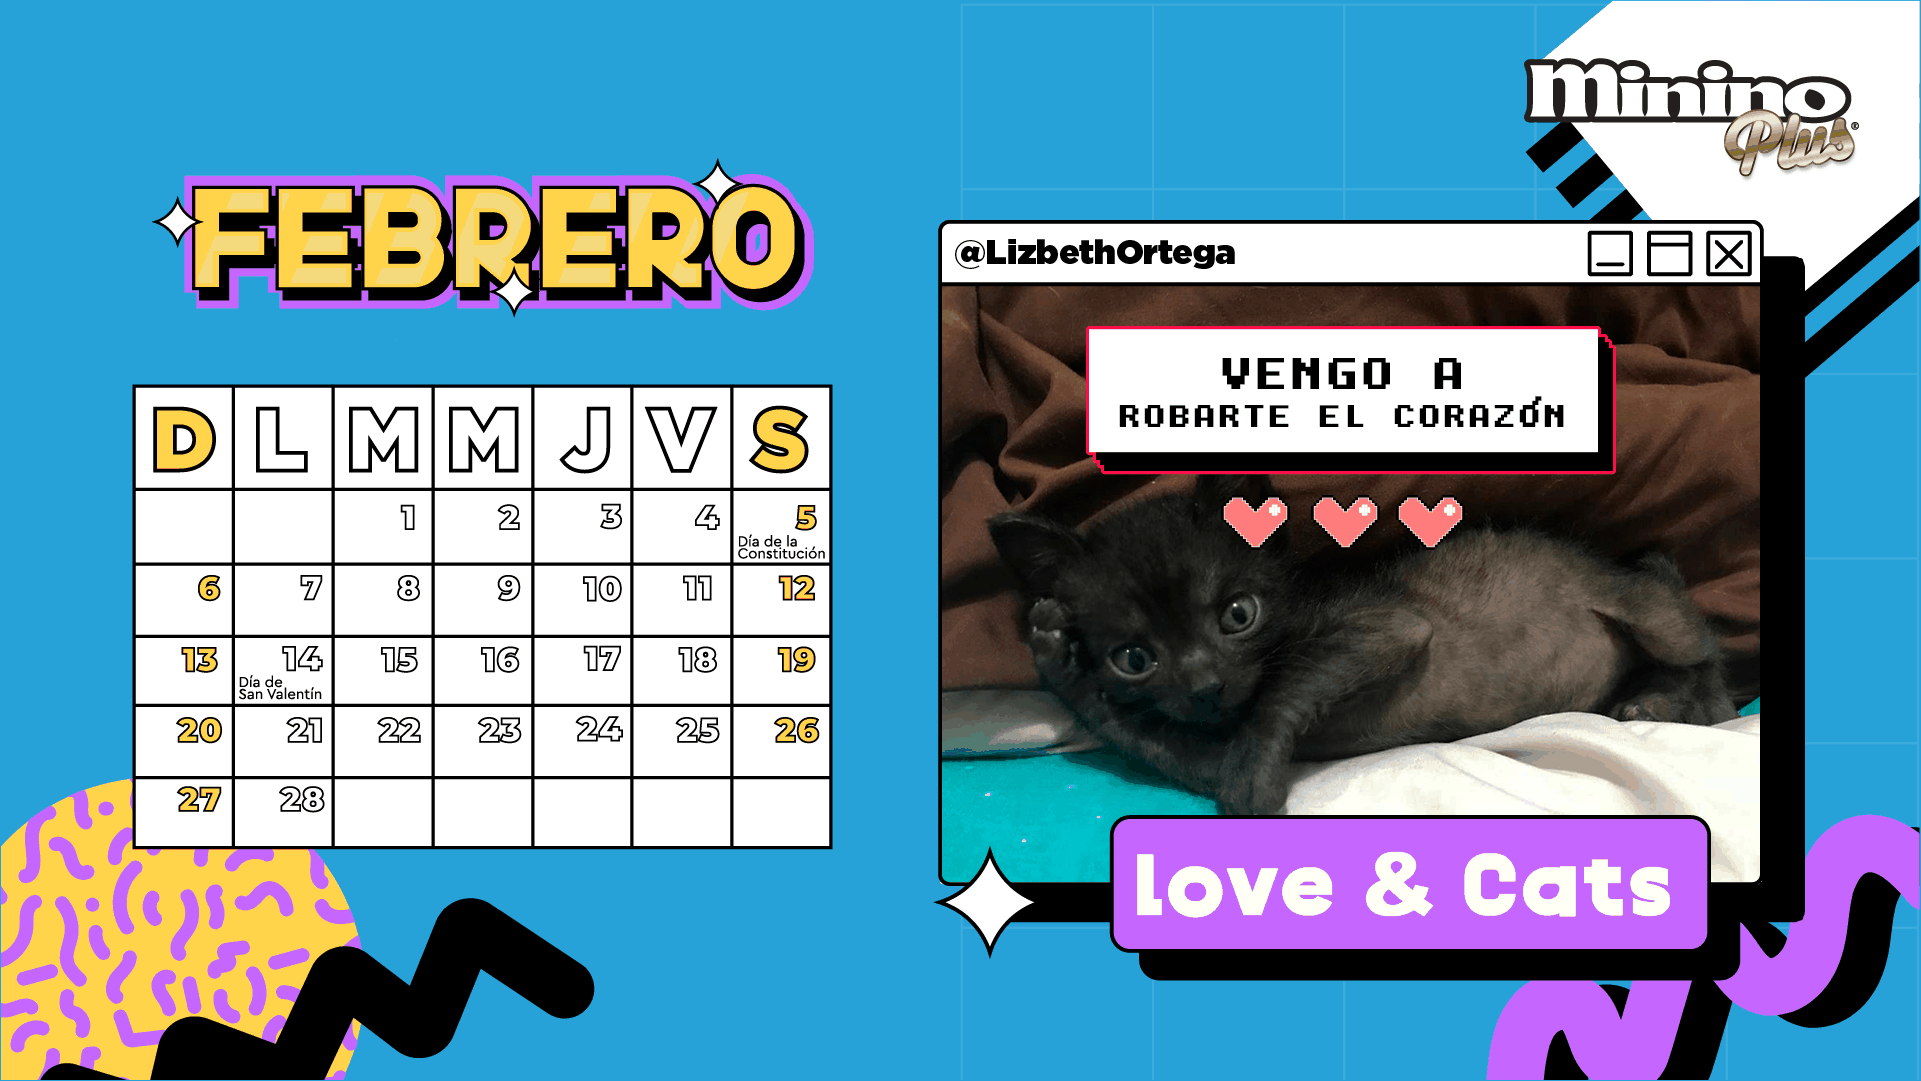 minino
Plus®
FEBRERO
D L M M J V S
1 2 3 4 5
Día de la
Constitución
6 7 8 9 10 11 12
13 14 15 16 17 18 19
Día de
San Valentín
20 21 22 23 24 25 26
27 28
@LizbethOrtega
VENGO A
ROBARTE EL CORAZÓN
Love & Cats